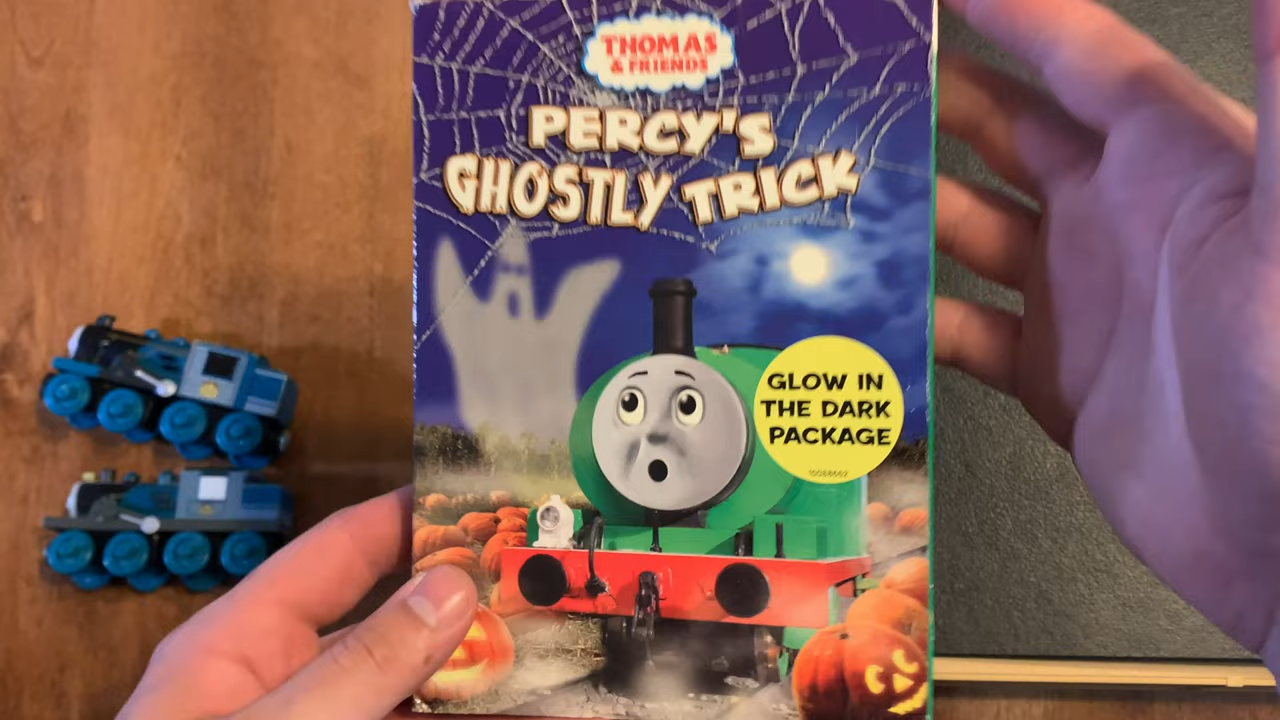 THOMAS
& FRIENDS
PERCY'S
GHOSTLY TRICK
GLOW IN
THE DARK
PACKAGE